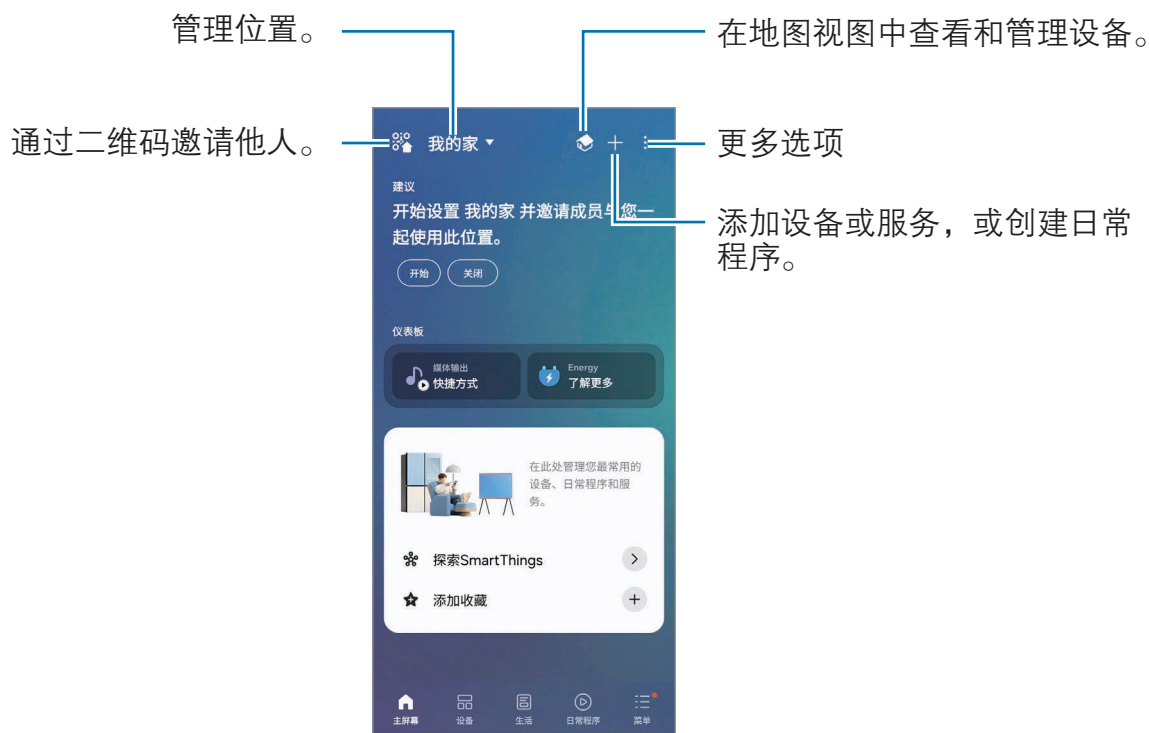 管理位置。
在地图视图中查看和管理设备。
通过二维码邀请他人。
我的家
更多选项
建议
开始设置 我的家 并邀请成员与您一
起使用此位置。
添加设备或服务，或创建日常
程序。
开始
关闭
仪表板
媒体输出
快捷方式
Energy
了解更多
在此处管理您最常用的
设备、日常程序和服
务。
探索SmartThings
添加收藏
主屏幕
设备
生活
日常程序
菜单